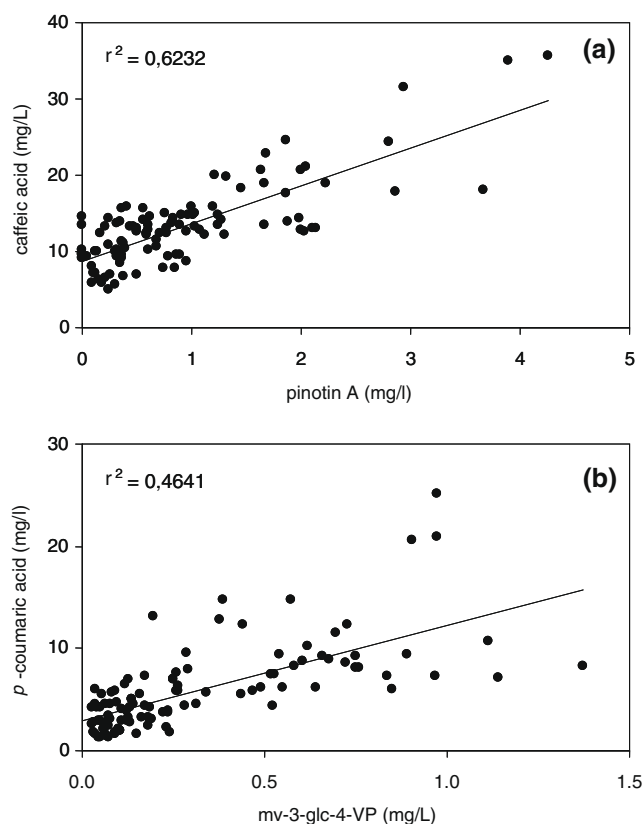 40
r² = 0,6232
(a)
30
caffeic acid (mg/L)
20
10
0
0 1 2 3 4 5
pinotin A (mg/l)
30
r² = 0,4641
(b)
20
p -coumaric acid (mg/l)
10
0
0.0 0.5 1.0 1.5
mv-3-glc-4-VP (mg/L)